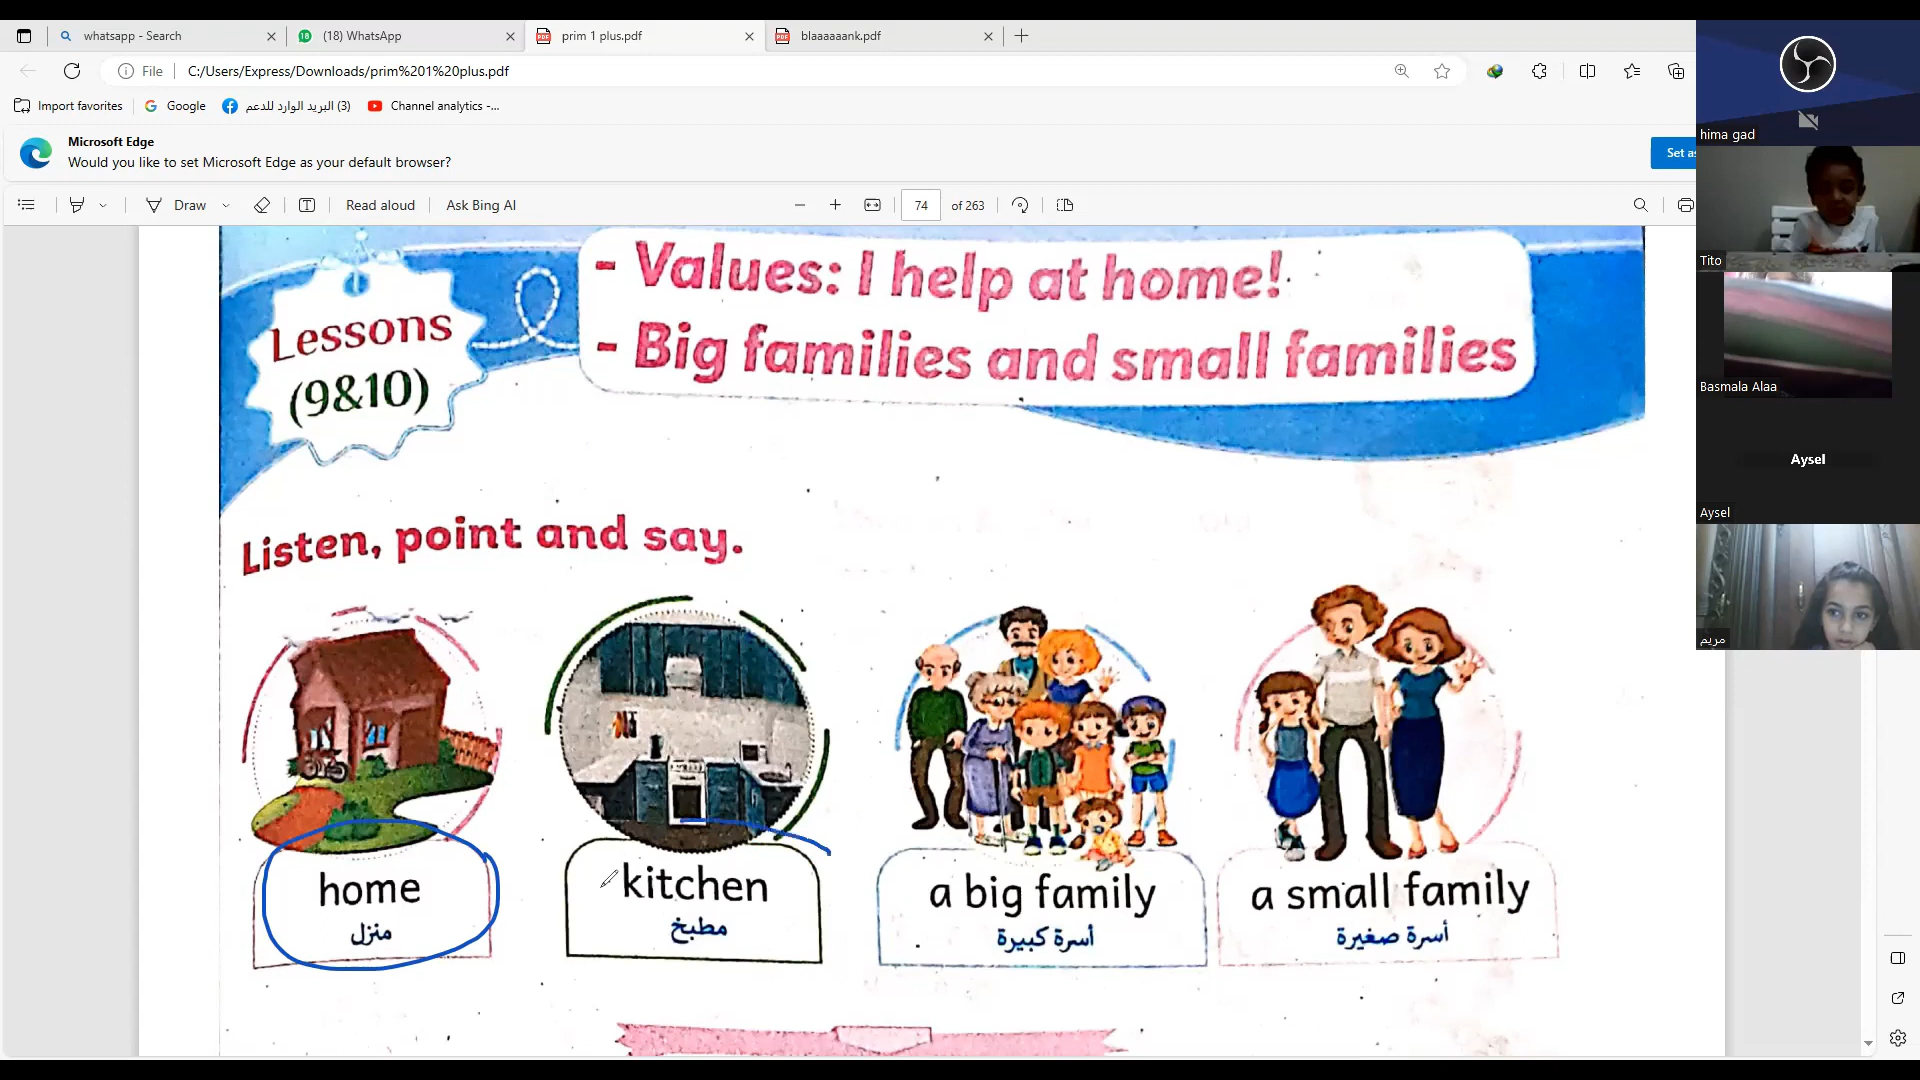 whatsapp - Search
(18) WhatsApp
prim 1 plus.pdf
blaaaaaank.pdf
File
C:/Users/Express/Downloads/prim%201%20plus.pdf
Import favorites
Google
(3) البريد الوارد للدعم
Channel analytics -...
Microsoft Edge
Would you like to set Microsoft Edge as your default browser?
Set as
Draw
Read aloud
Ask Bing AI
74
of 263
hima gad
Tito
Basmala Alaa
Aysel
Aysel
مريم
Lessons
(9&10)
- Values: I help at home!
- Big families and small families
Listen, point and say.
home
منزل
kitchen
مطبخ
a big family
أسرة كبيرة
a small family
أسرة صغيرة